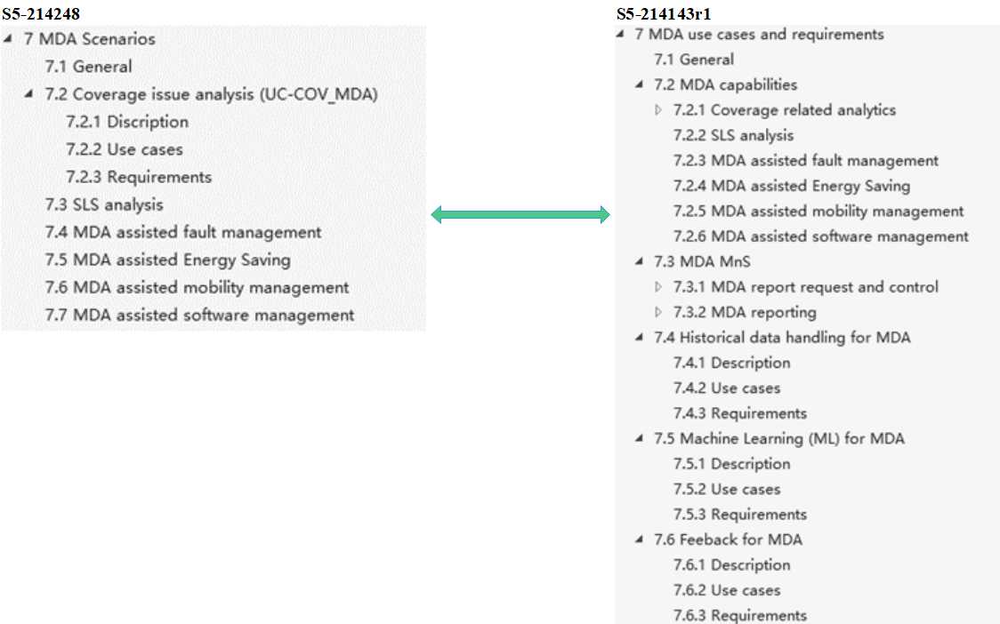 S5-214248
7 MDA Scenarios
7.1 General
7.2 Coverage issue analysis (UC-COV_MDA)
7.2.1 Discription
7.2.2 Use cases
7.2.3 Requirements
7.3 SLS analysis
7.4 MDA assisted fault management
7.5 MDA assisted Energy Saving
7.6 MDA assisted mobility management
7.7 MDA assisted software management
S5-214143r1
7 MDA use cases and requirements
7.1 General
7.2 MDA capabilities
7.2.1 Coverage related analytics
7.2.2 SLS analysis
7.2.3 MDA assisted fault management
7.2.4 MDA assisted Energy Saving
7.2.5 MDA assisted mobility management
7.2.6 MDA assisted software management
7.3 MDA MnS
7.3.1 MDA report request and control
7.3.2 MDA reporting
7.4 Historical data handling for MDA
7.4.1 Description
7.4.2 Use cases
7.4.3 Requirements
7.5 Machine Learning (ML) for MDA
7.5.1 Description
7.5.2 Use cases
7.5.3 Requirements
7.6 Feeback for MDA
7.6.1 Description
7.6.2 Use cases
7.6.3 Requirements